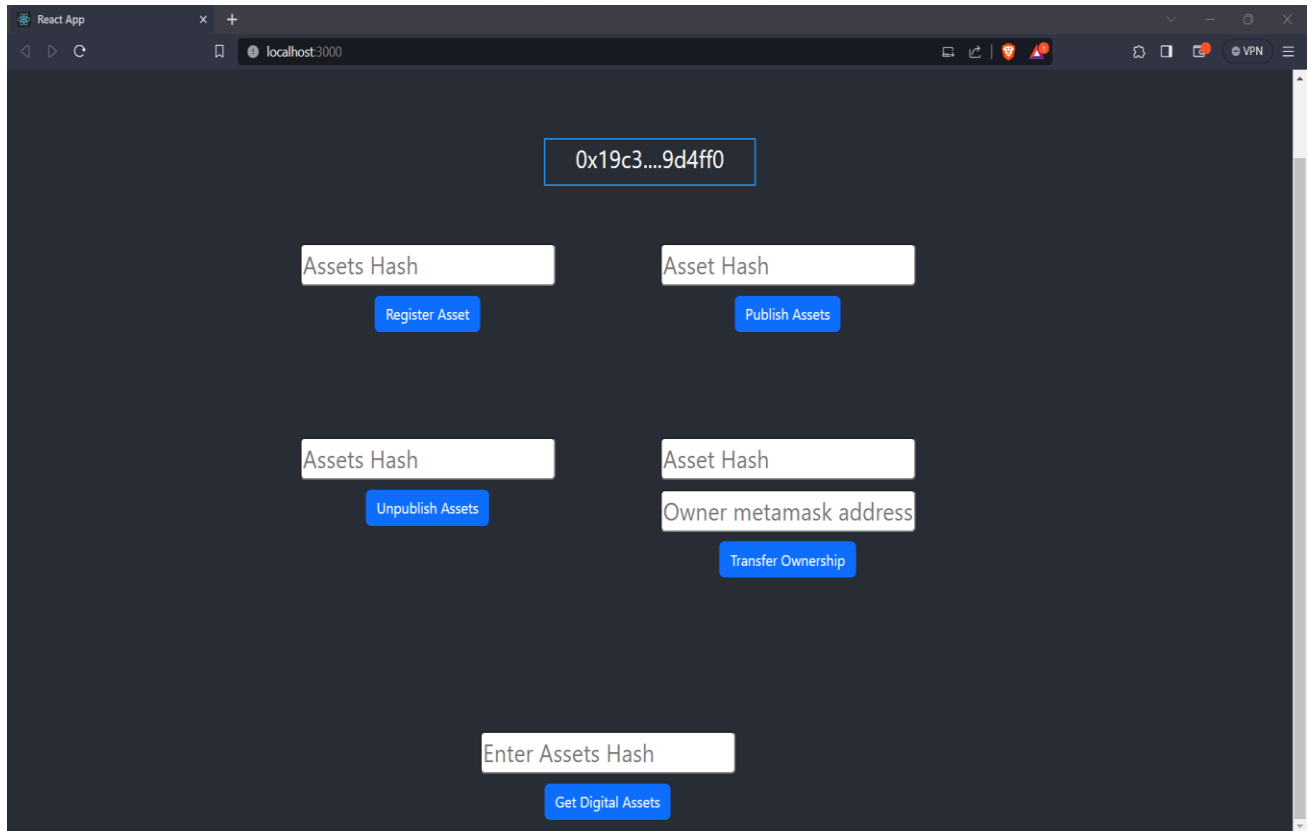 React App
localhost:3000
VPN
0x19c3....9d4ff0
Assets Hash
Register Asset
Asset Hash
Publish Assets
Assets Hash
Unpublish Assets
Asset Hash
Owner metamask address
Transfer Ownership
Enter Assets Hash
Get Digital Assets